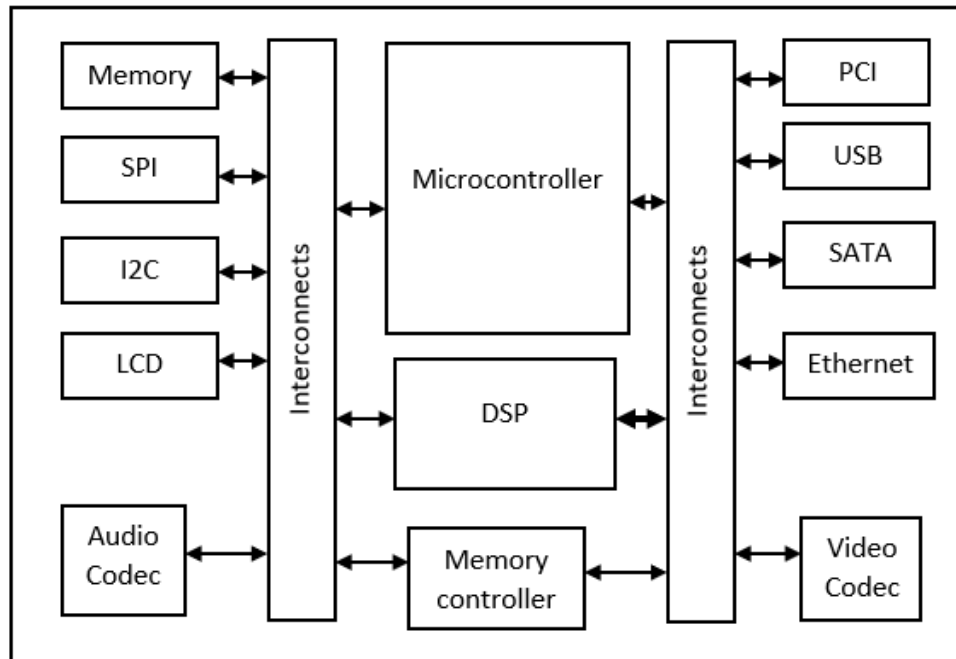 Memory
SPI
I2C
LCD
Audio
Codec
Interconnects
Microcontroller
DSP
Memory
controller
Interconnects
PCI
USB
SATA
Ethernet
Video
Codec